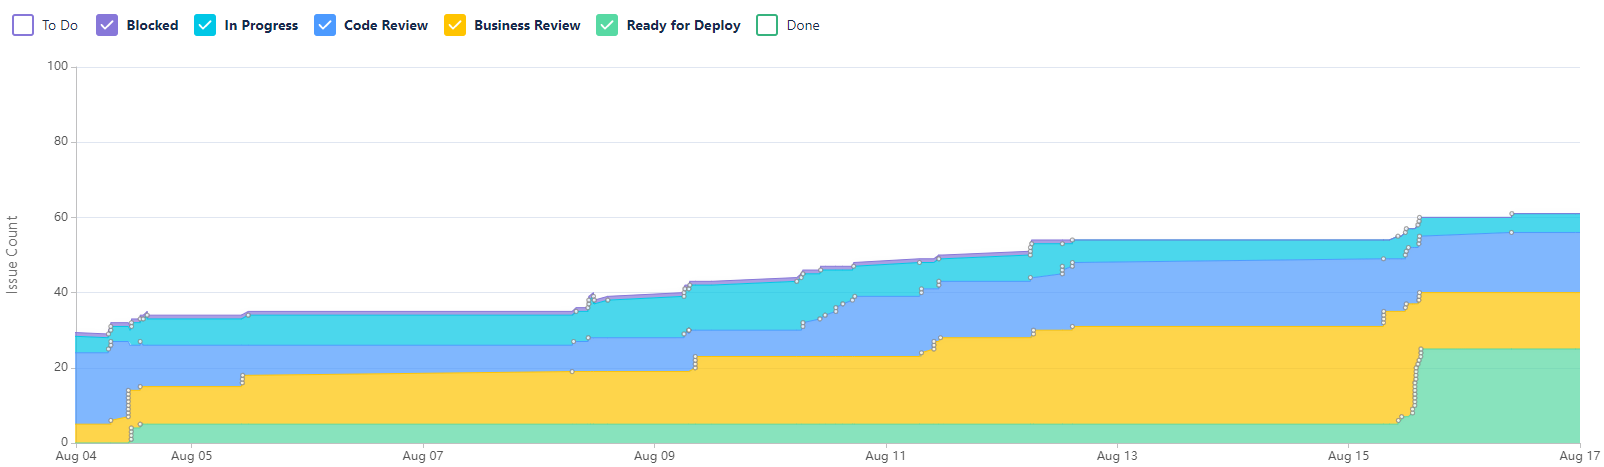 To Do Blocked In Progress Code Review Business Review Ready for Deploy Done
100
80
60
40
20
0
Issue Count
Aug 04 Aug 05 Aug 07 Aug 09 Aug 11 Aug 13 Aug 15 Aug 17